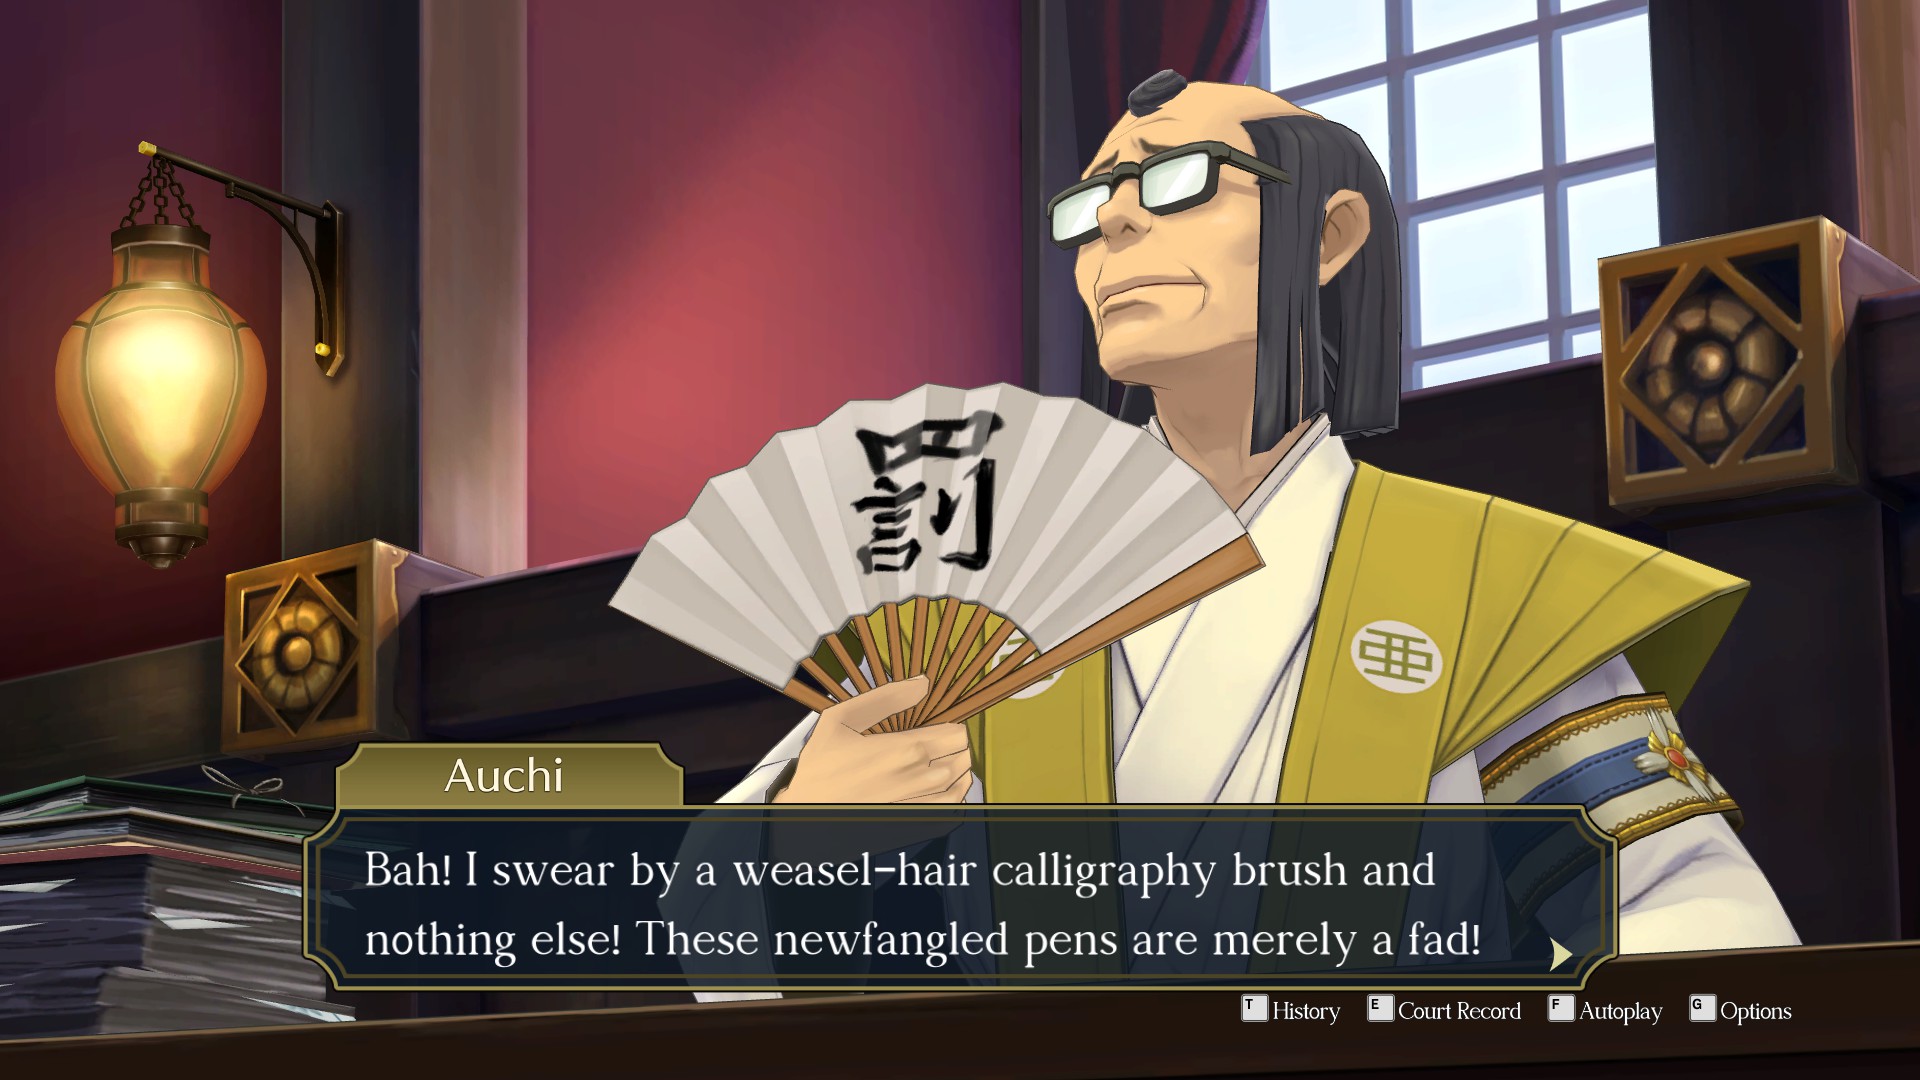 罰
亜
Auchi
Bah! I swear by a weasel-hair calligraphy brush and
nothing else! These newfangled pens are merely a fad!
T History E Court Record F Autoplay G Options